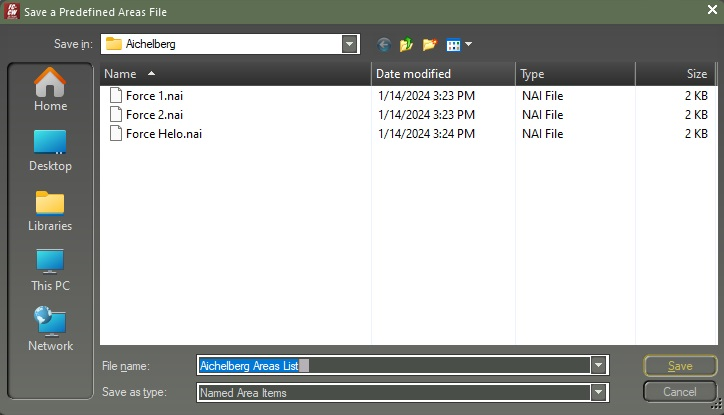 Save a Predefined Areas File
Save in: Aichelberg
Name Date modified Type Size
Force 1.nai 1/14/2024 3:23 PM NAI File 2 KB
Force 2.nai 1/14/2024 3:23 PM NAI File 2 KB
Force Helo.nai 1/14/2024 3:24 PM NAI File 2 KB
Home
Desktop
Libraries
This PC
Network
File name: Aichelberg Areas List Save
Save as type: Named Area Items Cancel